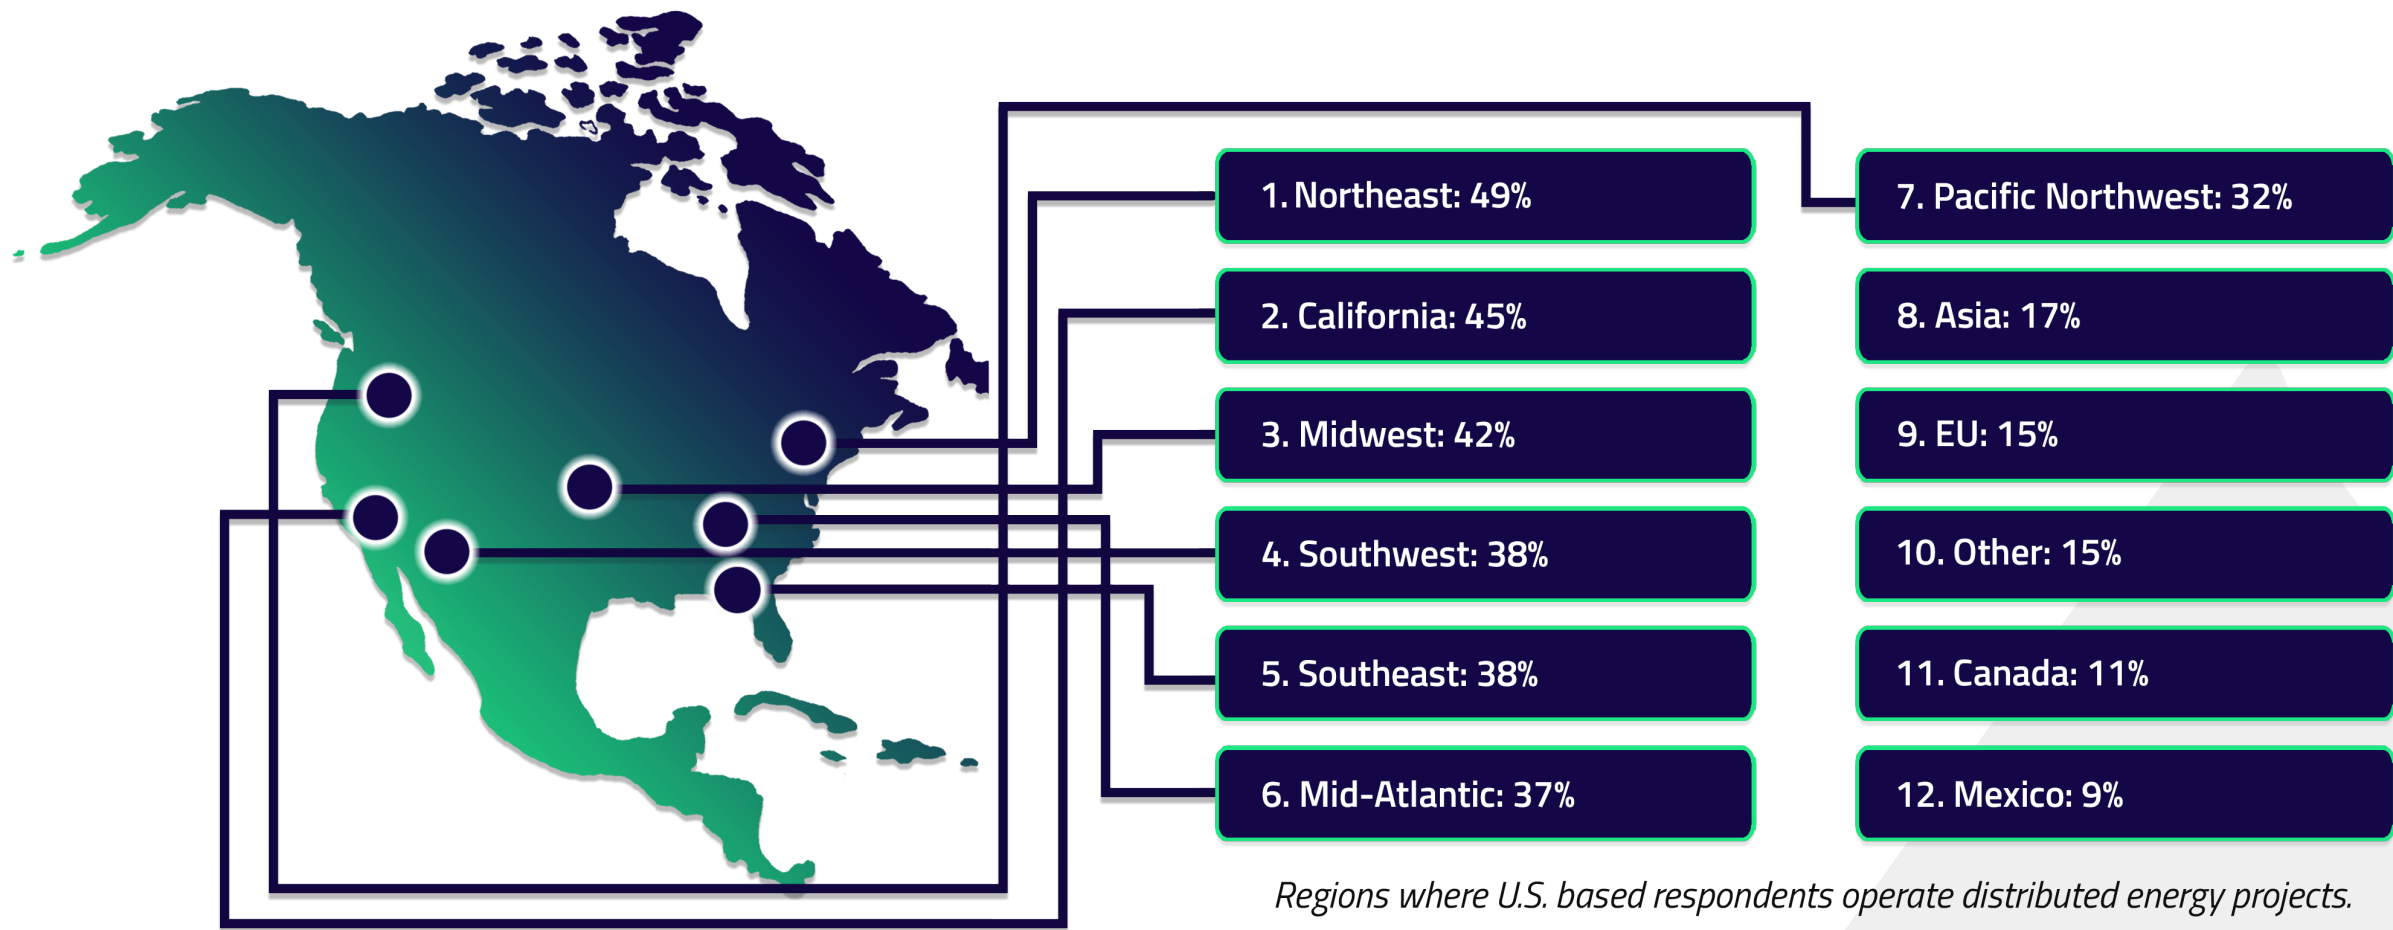 1. Northeast: 49%
2. California: 45%
3. Midwest: 42%
4. Southwest: 38%
5. Southeast: 38%
6. Mid-Atlantic: 37%
7. Pacific Northwest: 32%
8. Asia: 17%
9. EU: 15%
10. Other: 15%
11. Canada: 11%
12. Mexico: 9%
Regions where U.S. based respondents operate distributed energy projects.